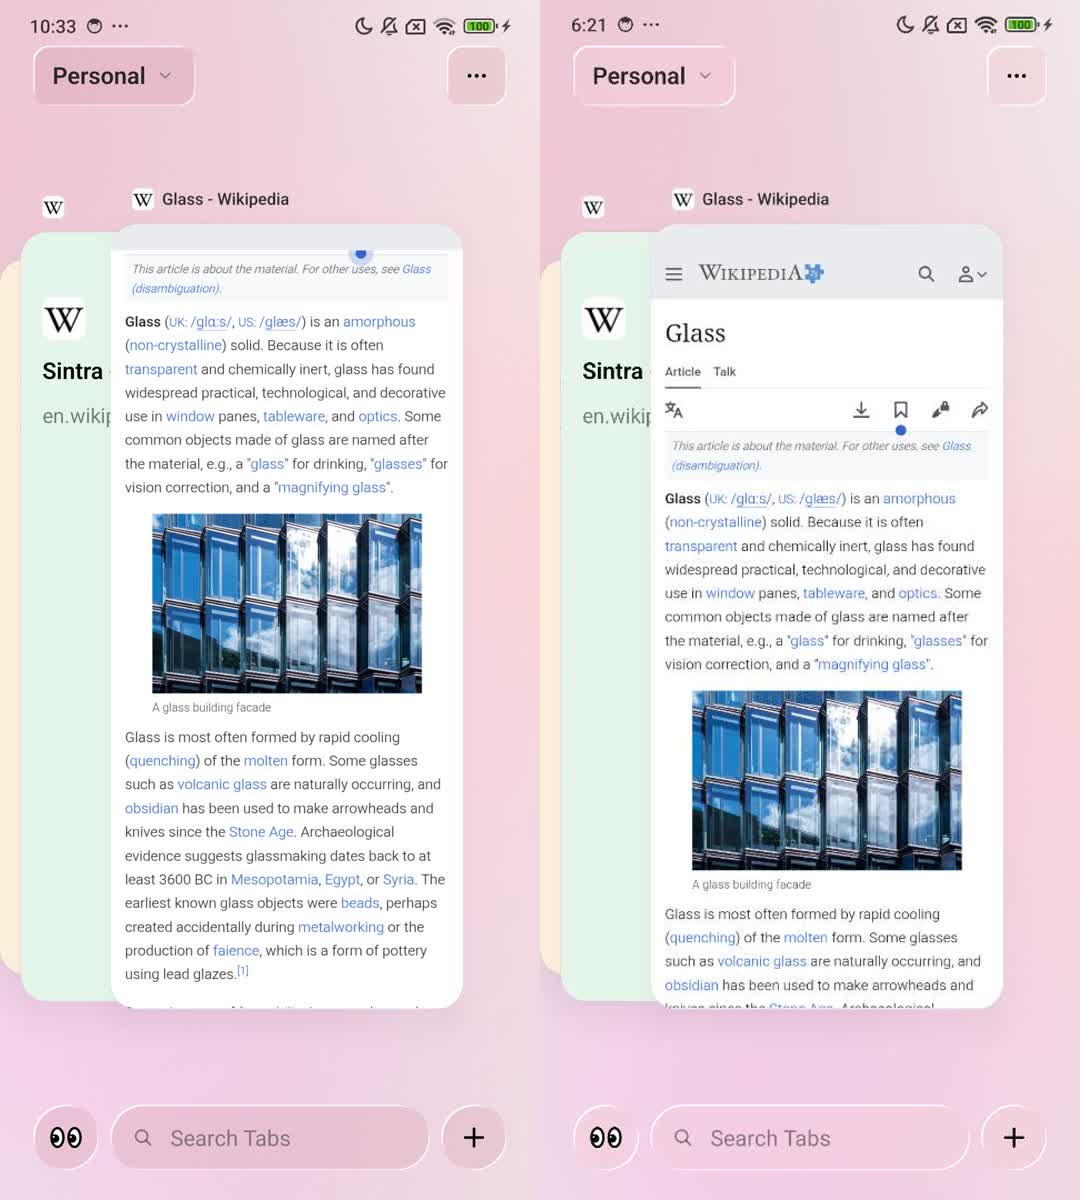 10:33
100
Personal
Glass - Wikipedia
Sintra
en.wikip
This article is about the material. For other uses, see Glass
(disambiguation).
Glass (UK: /ɡlɑːs/, US: /ɡlæs/) is an amorphous
(non-crystalline) solid. Because it is often
transparent and chemically inert, glass has found
widespread practical, technological, and decorative
use in window panes, tableware, and optics. Some
common objects made of glass are named after
the material, e.g., a "glass" for drinking, "glasses" for
vision correction, and a "magnifying glass".
A glass building facade
Glass is most often formed by rapid cooling
(quenching) of the molten form. Some glasses
such as volcanic glass are naturally occurring, and
obsidian has been used to make arrowheads and
knives since the Stone Age. Archaeological
evidence suggests glassmaking dates back to at
least 3600 BC in Mesopotamia, Egypt, or Syria. The
earliest known glass objects were beads, perhaps
created accidentally during metalworking or the
production of faience, which is a form of pottery
using lead glazes.[1]
Search Tabs
6:21
100
Personal
Glass - Wikipedia
Sintra
en.wikip
WIKIPEDIA
Glass
Article Talk
This article is about the material. For other uses, see Glass
(disambiguation).
Glass (UK: /ɡlɑːs/, US: /ɡlæs/) is an amorphous
(non-crystalline) solid. Because it is often
transparent and chemically inert, glass has found
widespread practical, technological, and decorative
use in window panes, tableware, and optics. Some
common objects made of glass are named after
the material, e.g., a "glass" for drinking, "glasses" for
vision correction, and a "magnifying glass".
A glass building facade
Glass is most often formed by rapid cooling
(quenching) of the molten form. Some glasses
such as volcanic glass are naturally occurring, and
obsidian has been used to make arrowheads and
knives since the Stone Age. Archaeological
Search Tabs